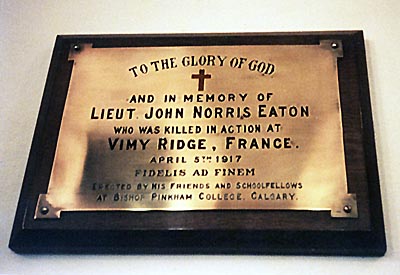 TO THE GLORY OF GOD
AND IN MEMORY OF
LIEUT. JOHN NORRIS EATON
WHO WAS KILLED IN ACTION AT
VIMY RIDGE, FRANCE.
APRIL 5TH 1917
FIDELIS AD FINEM
ERECTED BY HIS FRIENDS AND SCHOOLFELLOWS
AT BISHOP PINKHAM COLLEGE, CALGARY.